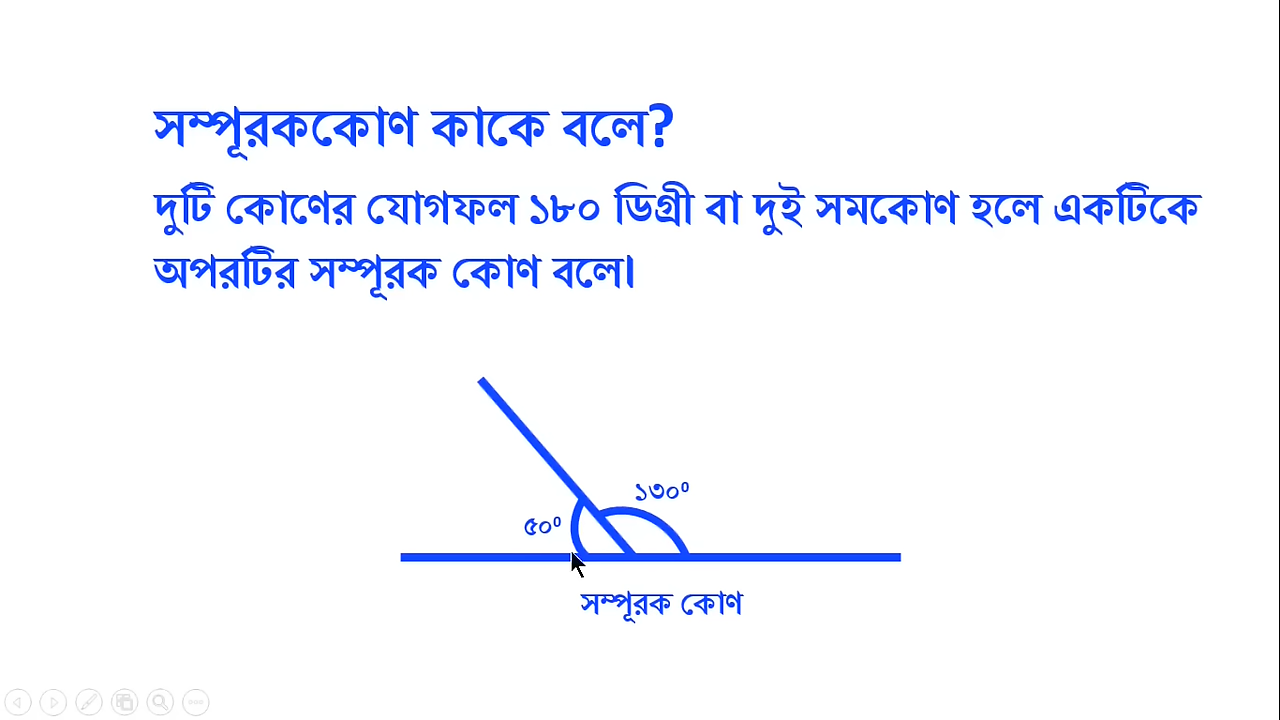 সম্পূরককোণ কাকে বলে?
দুটি কোণের যোগফল ১৮০ ডিগ্রী বা দুই সমকোণ হলে একটিকে
অপরটির সম্পূরক কোণ বলে।
১৩০⁰
৫০⁰
সম্পূরক কোণ